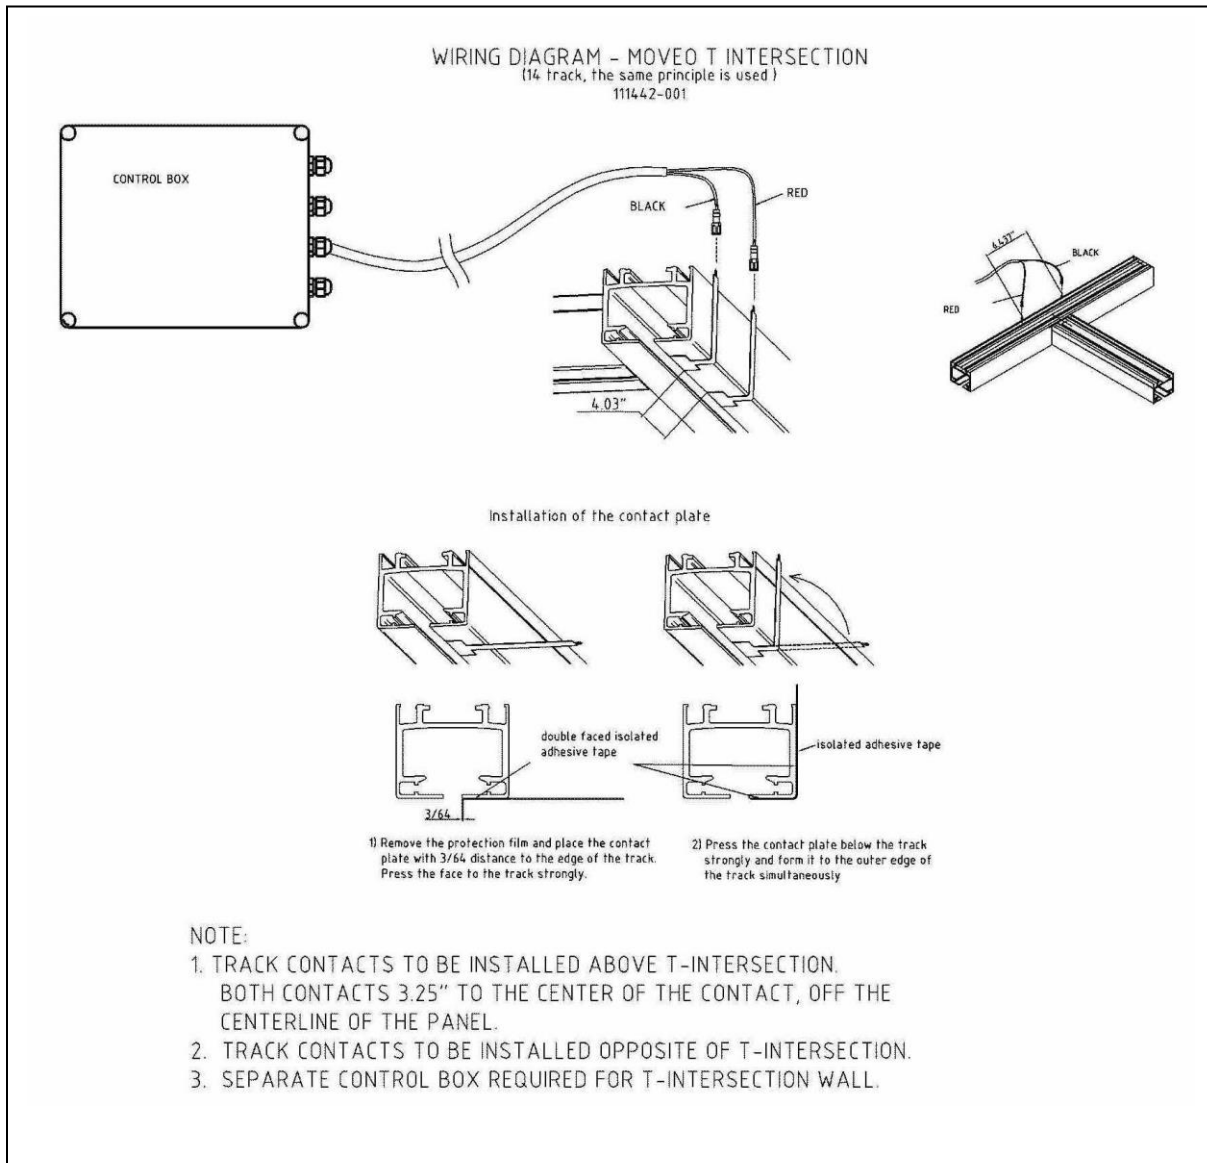 WIRING DIAGRAM - MOVEO T INTERSECTION
(14 track, the same principle is used )
111442-001
CONTROL BOX
BLACK
RED
4.03"
6.437"
BLACK
RED
Installation of the contact plate
double faced isolated
adhesive tape
isolated adhesive tape
3/64
1) Remove the protection film and place the contact
plate with 3/64 distance to the edge of the track.
Press the face to the track strongly.
2) Press the contact plate below the track
strongly and form it to the outer edge of
the track simultaneously
NOTE:
1. TRACK CONTACTS TO BE INSTALLED ABOVE T-INTERSECTION.
BOTH CONTACTS 3.25" TO THE CENTER OF THE CONTACT, OFF THE
CENTERLINE OF THE PANEL.
2. TRACK CONTACTS TO BE INSTALLED OPPOSITE OF T-INTERSECTION.
3. SEPARATE CONTROL BOX REQUIRED FOR T-INTERSECTION WALL.